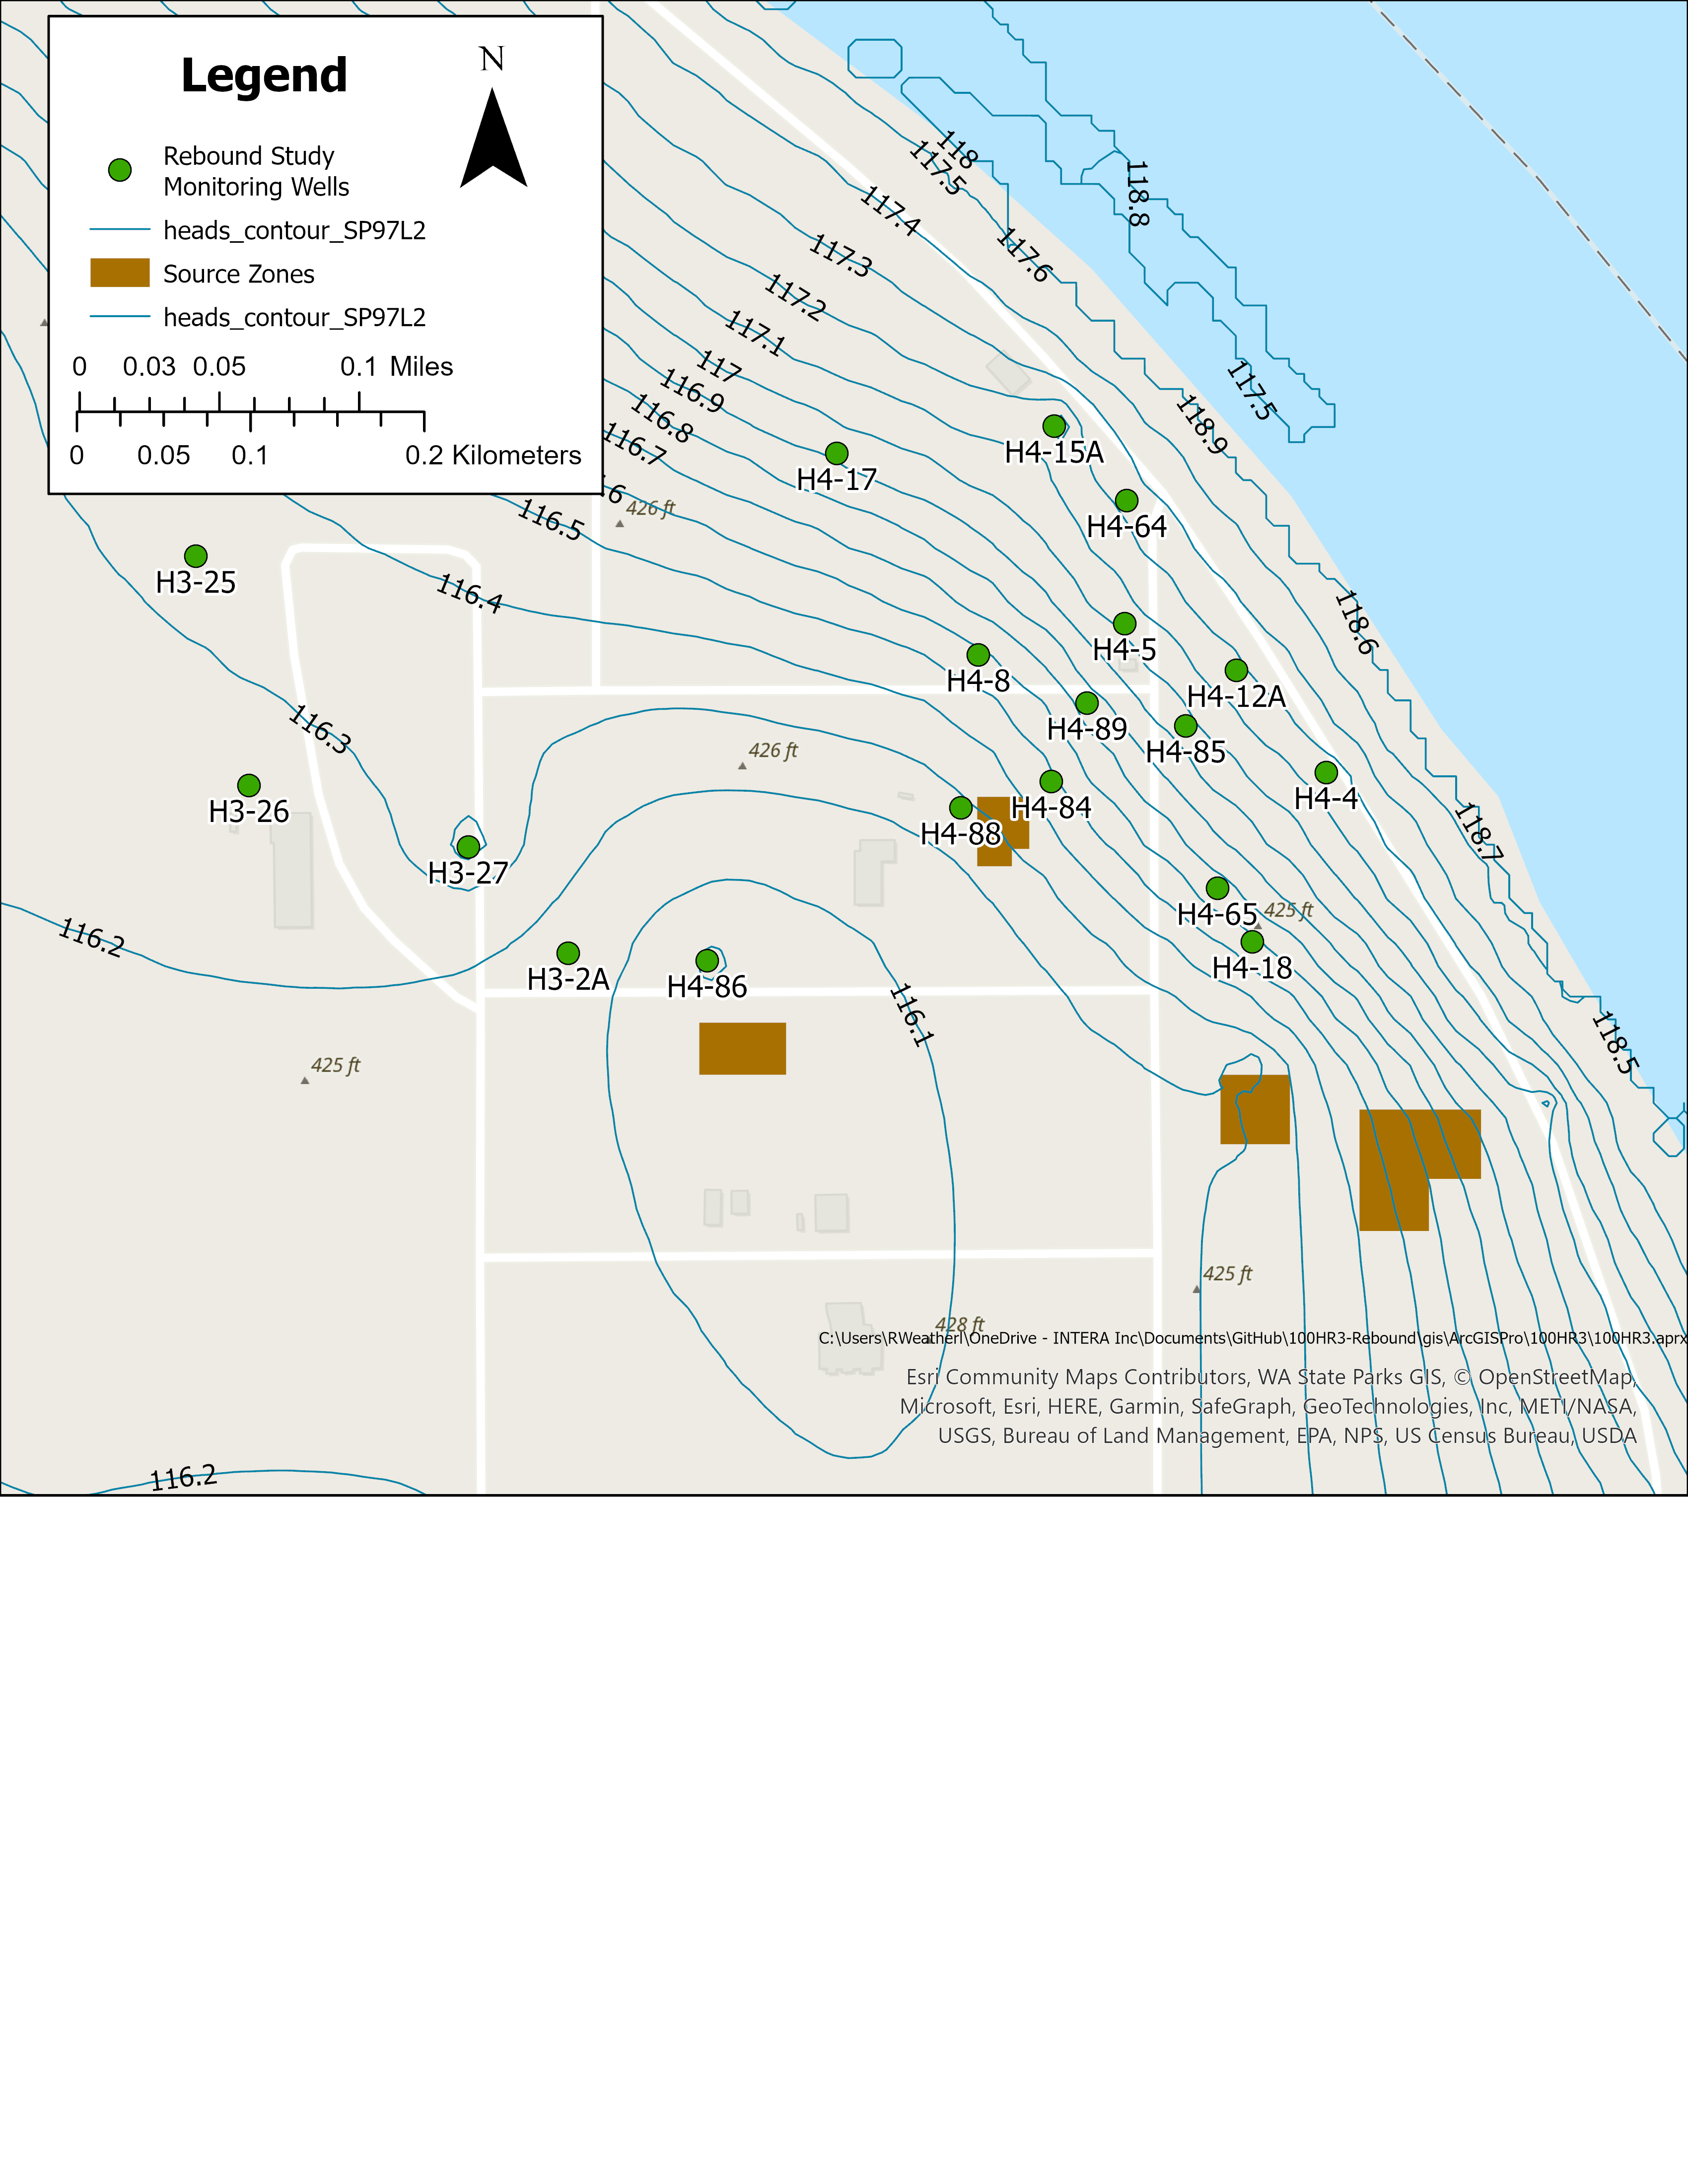 Legend
N
Rebound Study
Monitoring Wells
heads_contour_SP97L2
Source Zones
heads_contour_SP97L2
0 0.03 0.05 0.1 Miles
0 0.05 0.1 0.2 Kilometers
118
117.5
118.8
117.4
117.6
117.3
117.2
117.1
117
116.9
116.8
116.7
6
116.5
116.4
116.3
116.2
116.1
116.2
117.5
118.9
118.6
118.7
118.5
426 ft
H4-15A
H4-17
H4-64
H3-25
H4-5
H4-8
H4-12A
H4-89
H4-85
426 ft
H4-4
H4-84
H3-26
H4-88
H3-27
H4-65
425 ft
H4-18
H3-2A
H4-86
425 ft
425 ft
428 ft
C:\Users\RWeatherl\OneDrive - INTERA Inc\Documents\GitHub\100HR3-Rebound\gis\ArcGISPro\100HR3\100HR3.aprx
Esri Community Maps Contributors, WA State Parks GIS, © OpenStreetMap,
Microsoft, Esri, HERE, Garmin, SafeGraph, GeoTechnologies, Inc, METI/NASA,
USGS, Bureau of Land Management, EPA, NPS, US Census Bureau, USDA